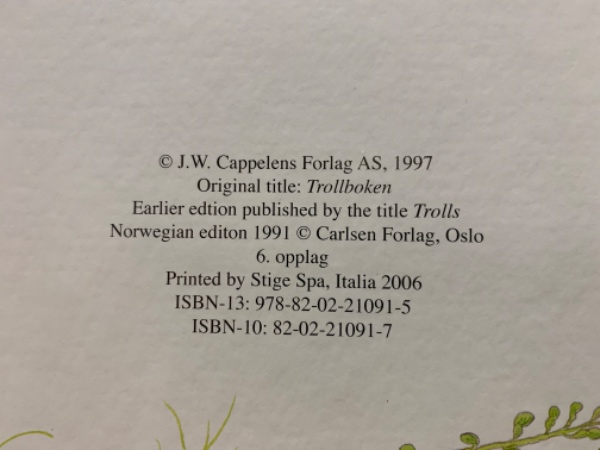 © J.W. Cappelens Forlag AS, 1997
Original title: Trollboken
Earlier edtion published by the title Trolls
Norwegian editon 1991 © Carlsen Forlag, Oslo
6. opplag
Printed by Stige Spa, Italia 2006
ISBN-13: 978-82-02-21091-5
ISBN-10: 82-02-21091-7